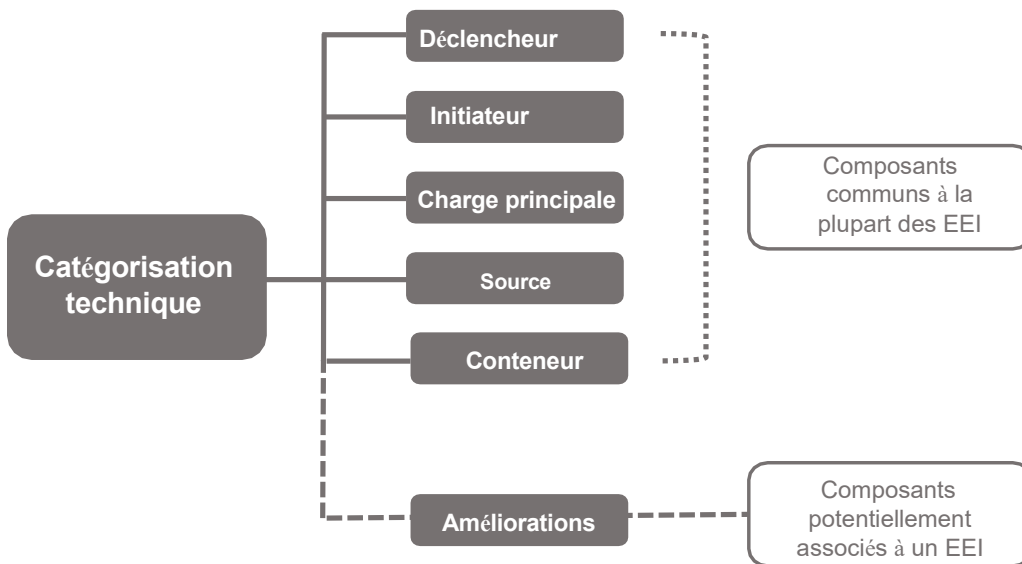 Déclencheur
Initiateur
Charge principale
Source
Conteneur
Améliorations
Catégorisation
technique
Composants
communs à la
plupart des EEI
Composants
potentiellement
associés à un EEI